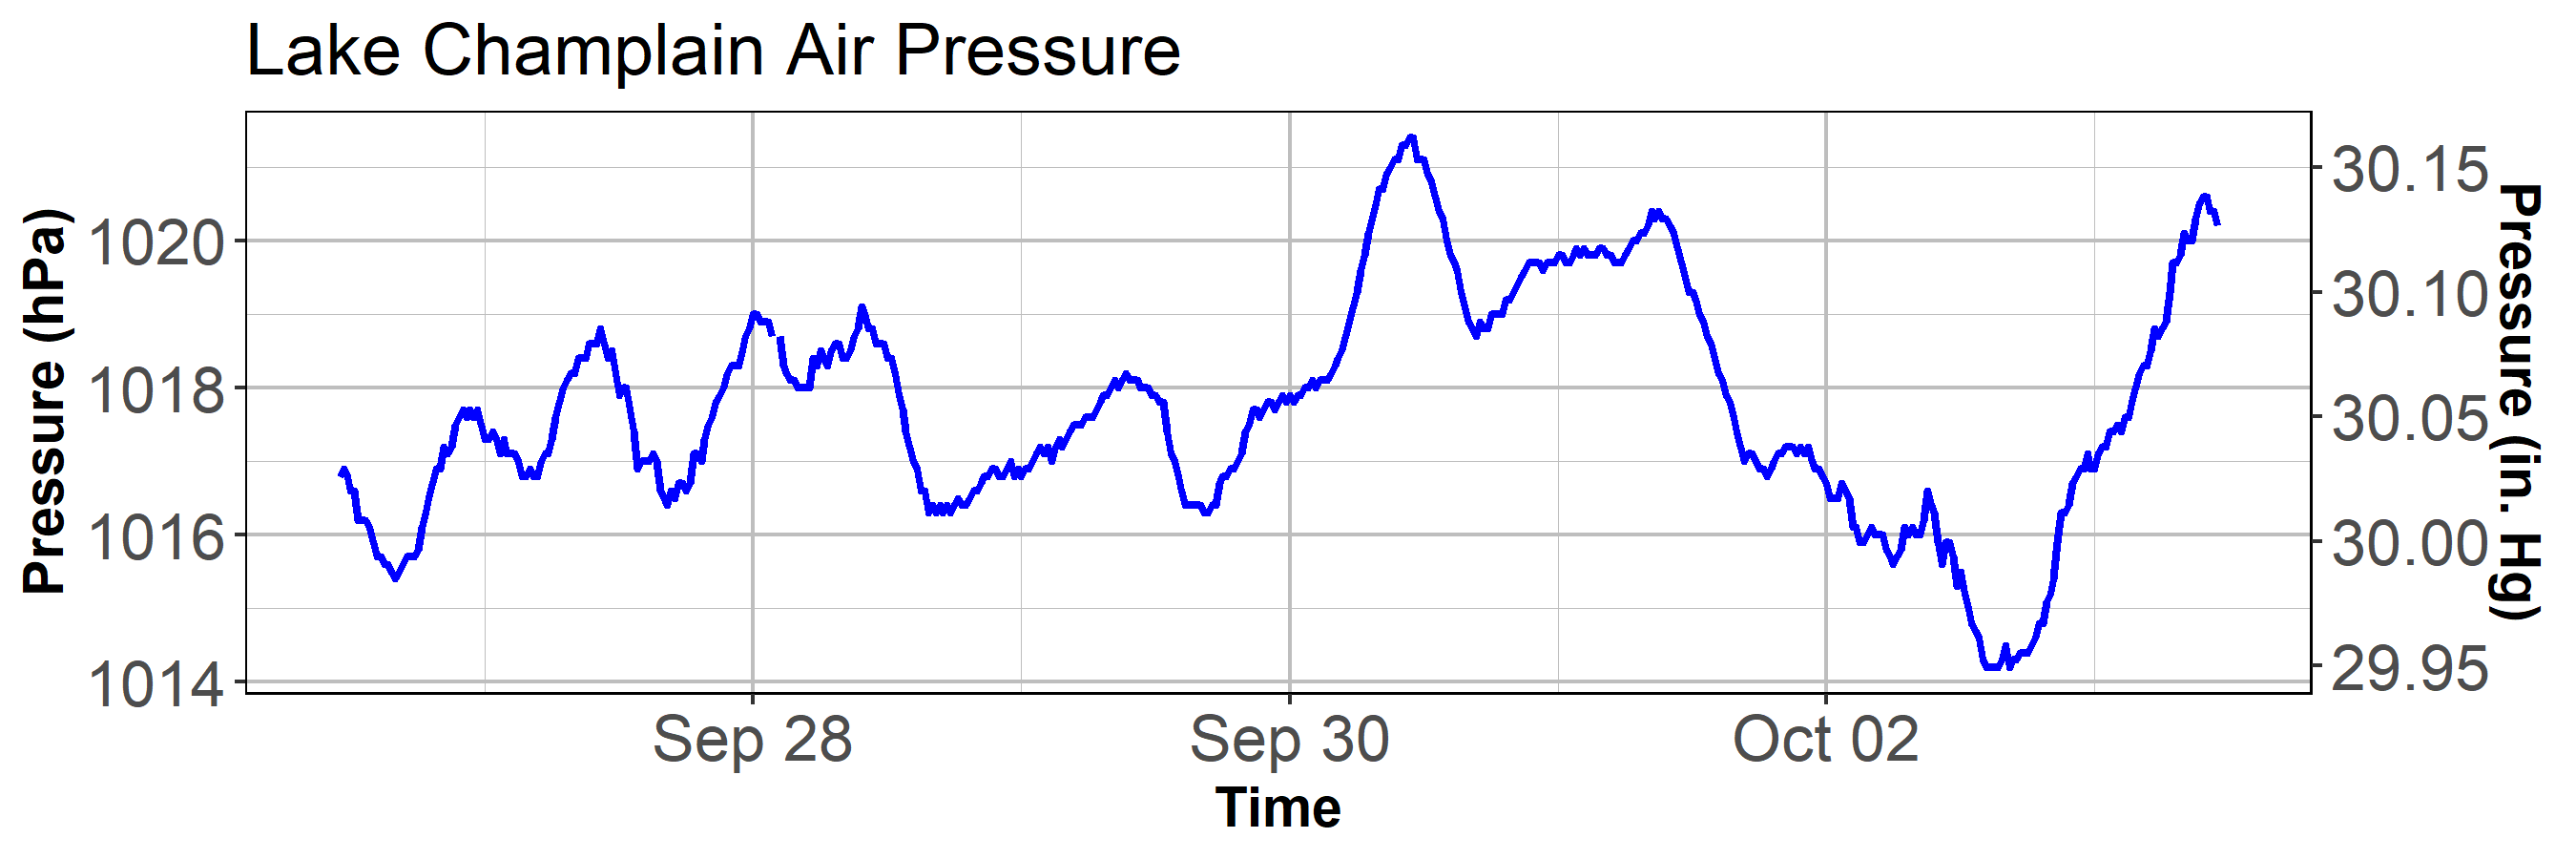 Lake Champlain Air Pressure
Pressure (hPa)
1020
1018
1016
1014
30.15
30.10
30.05
30.00
29.95
Pressure (in. Hg)
Sep 28
Sep 30
Oct 02
Time